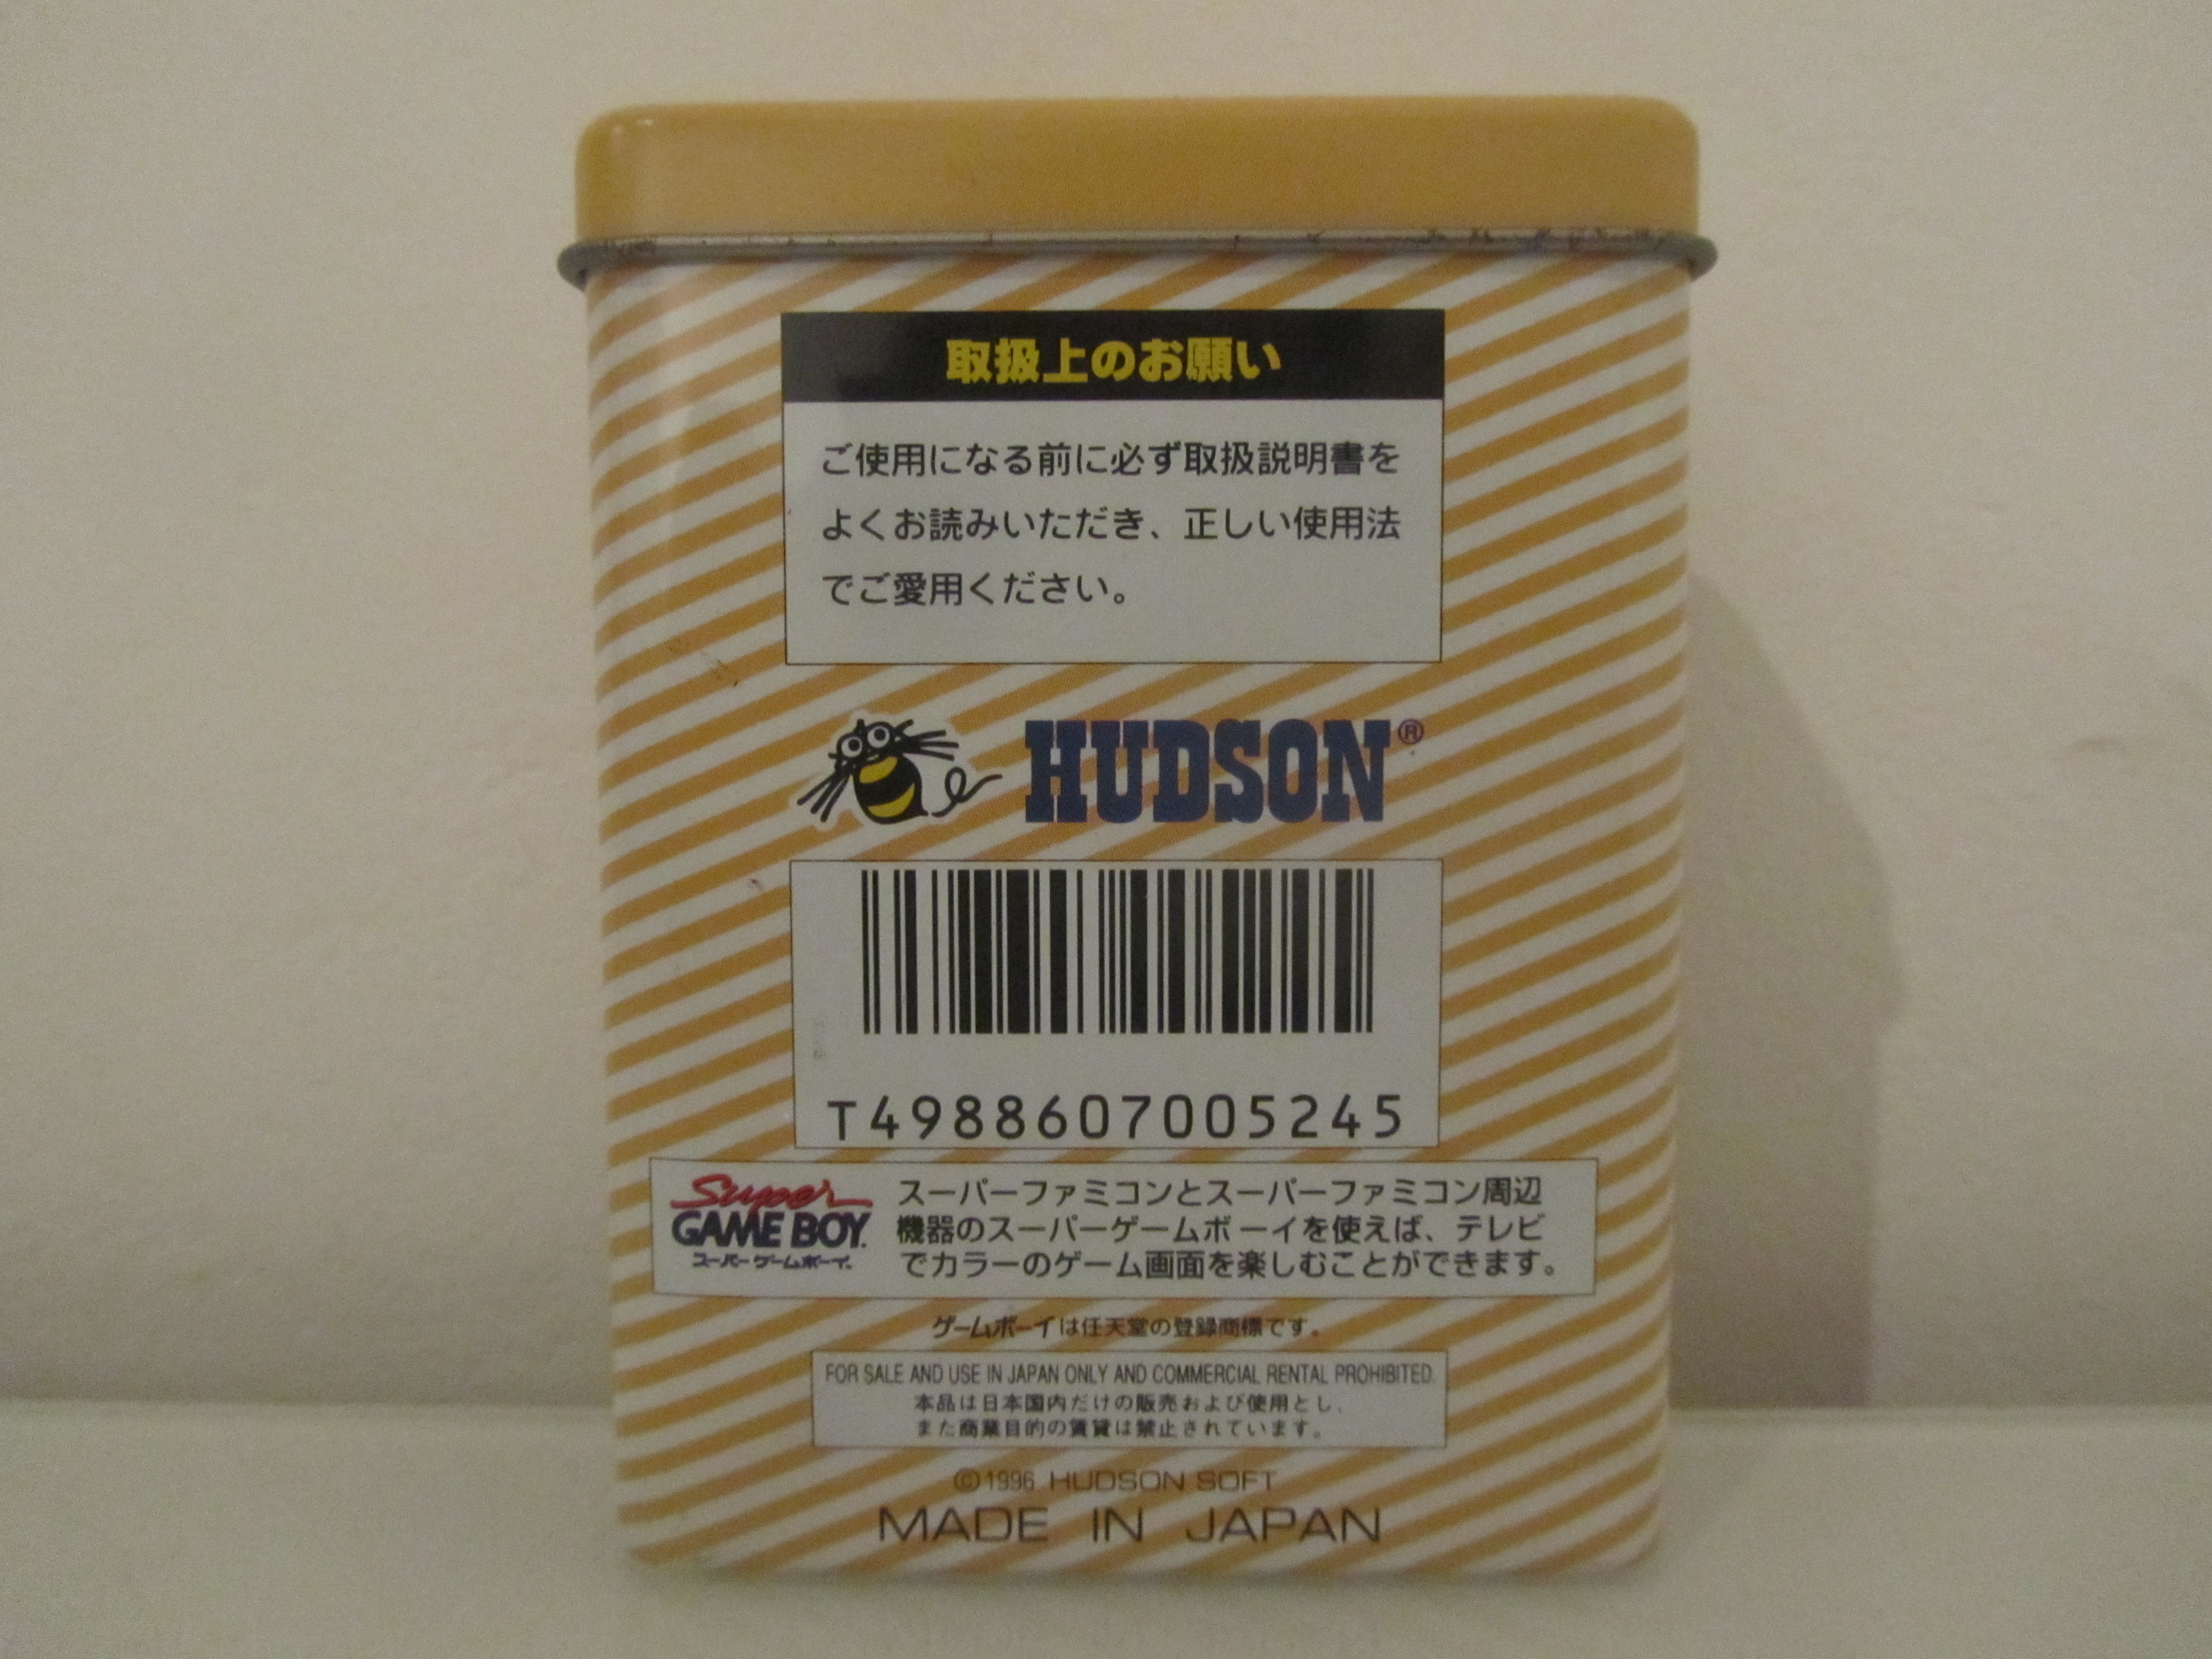 取扱上のお願い
ご使用になる前に必ず取扱説明書を
よくお読みいただき、正しい使用法
でご愛用ください。
HUDSON®
T4988607005245
Super
GAME BOY.
スーパーゲームボーイ.
スーパーファミコンとスーパーファミコン周辺
機器のスーパーゲームボーイを使えば、テレビ
でカラーのゲーム画面を楽しむことができます。
ゲームボーイは任天堂の登録商標です。
FOR SALE AND USE IN JAPAN ONLY AND COMMERCIAL RENTAL PROHIBITED.
本品は日本国内だけの販売および使用とし、
また商業目的の賃貸は禁止されています。
©1996 HUDSON SOFT
MADE IN JAPAN